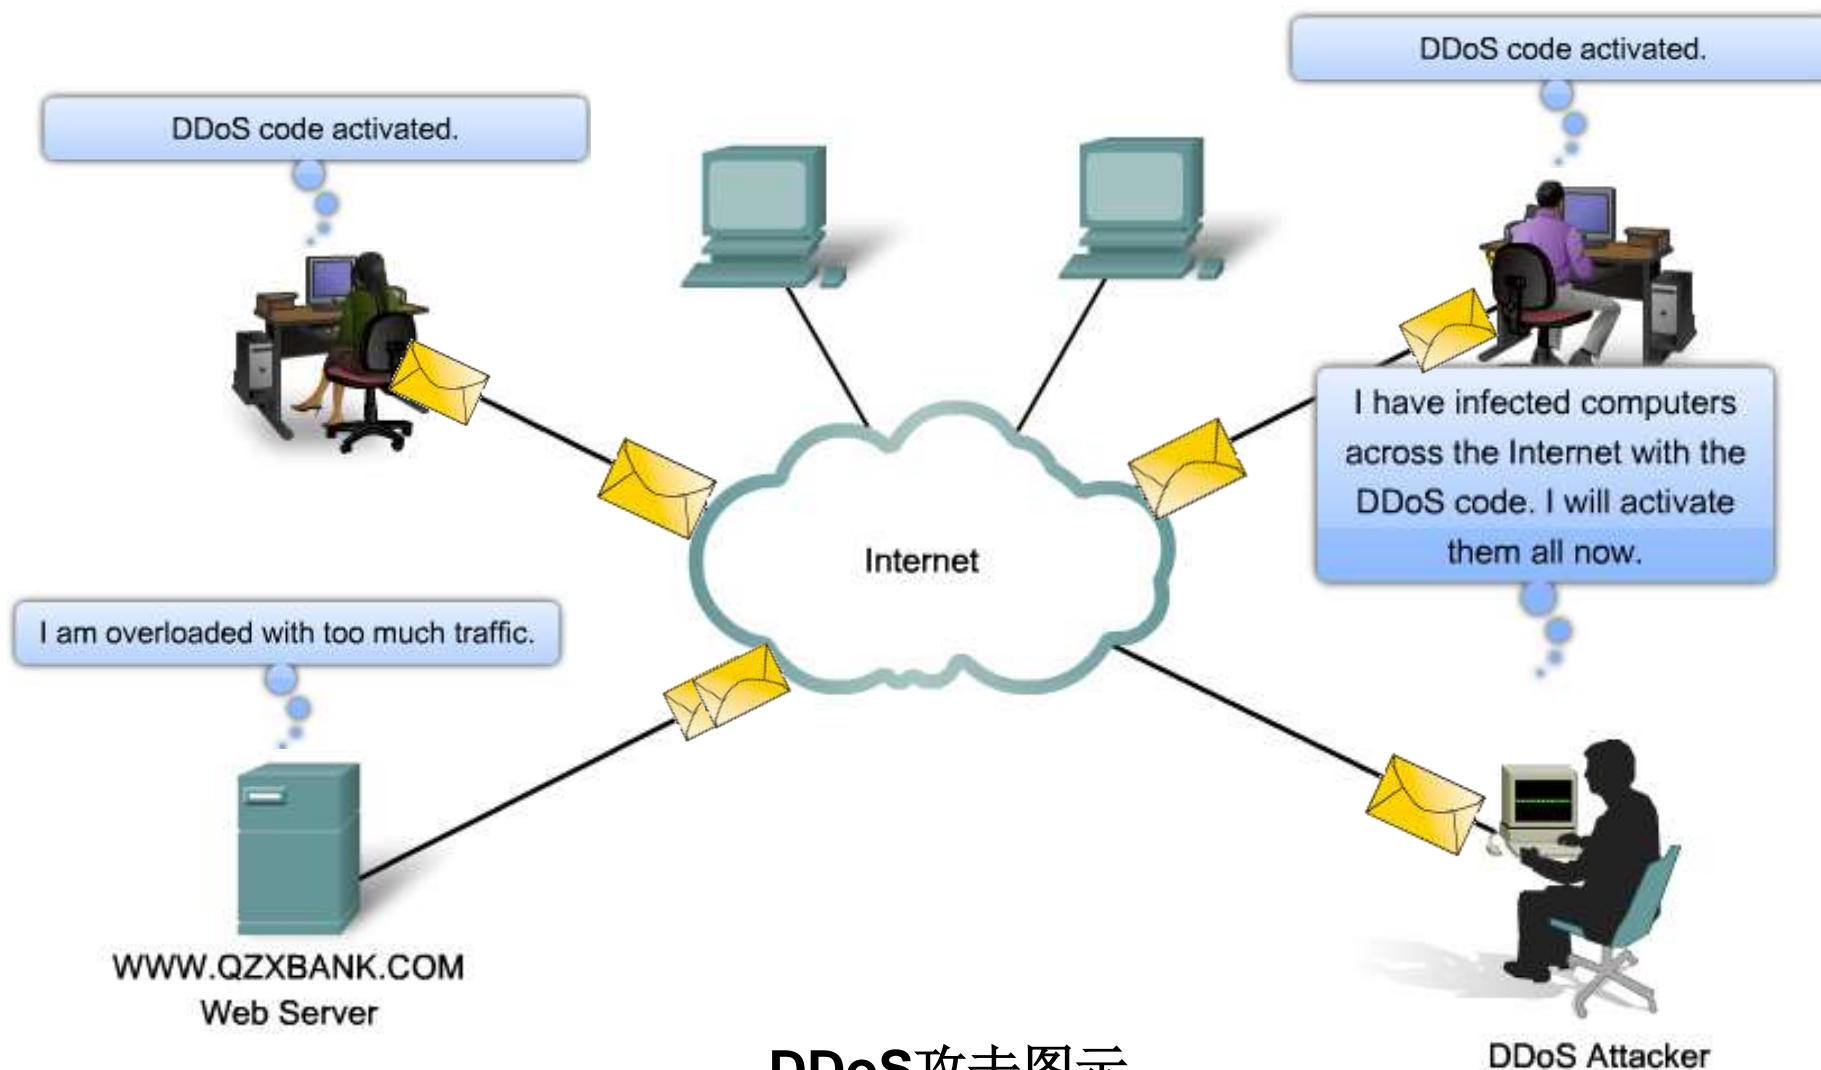 DDoS code activated.
DDoS code activated.
I have infected computers
across the Internet with the
DDoS code. I will activate
them all now.
Internet
I am overloaded with too much traffic.
WWW.QZXBANK.COM
Web Server
DDoS攻击图示
DDoS Attacker